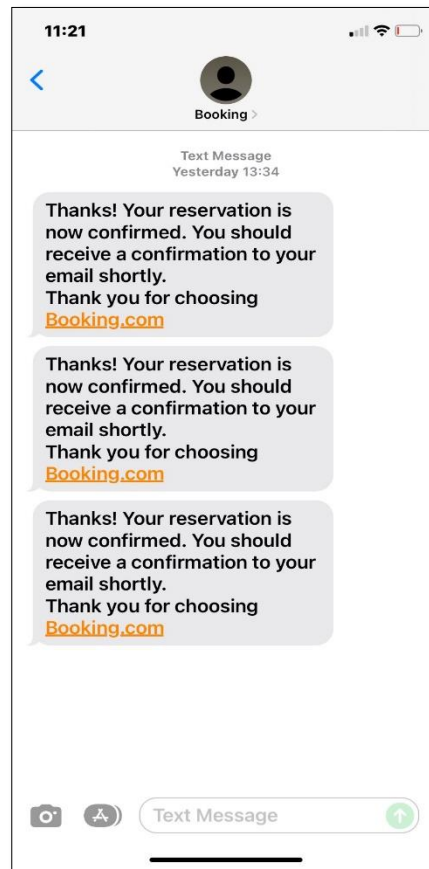 11:21
Booking >
Text Message
Yesterday 13:34
Thanks! Your reservation is
now confirmed. You should
receive a confirmation to your
email shortly.
Thank you for choosing
Booking.com
Thanks! Your reservation is
now confirmed. You should
receive a confirmation to your
email shortly.
Thank you for choosing
Booking.com
Thanks! Your reservation is
now confirmed. You should
receive a confirmation to your
email shortly.
Thank you for choosing
Booking.com
Text Message